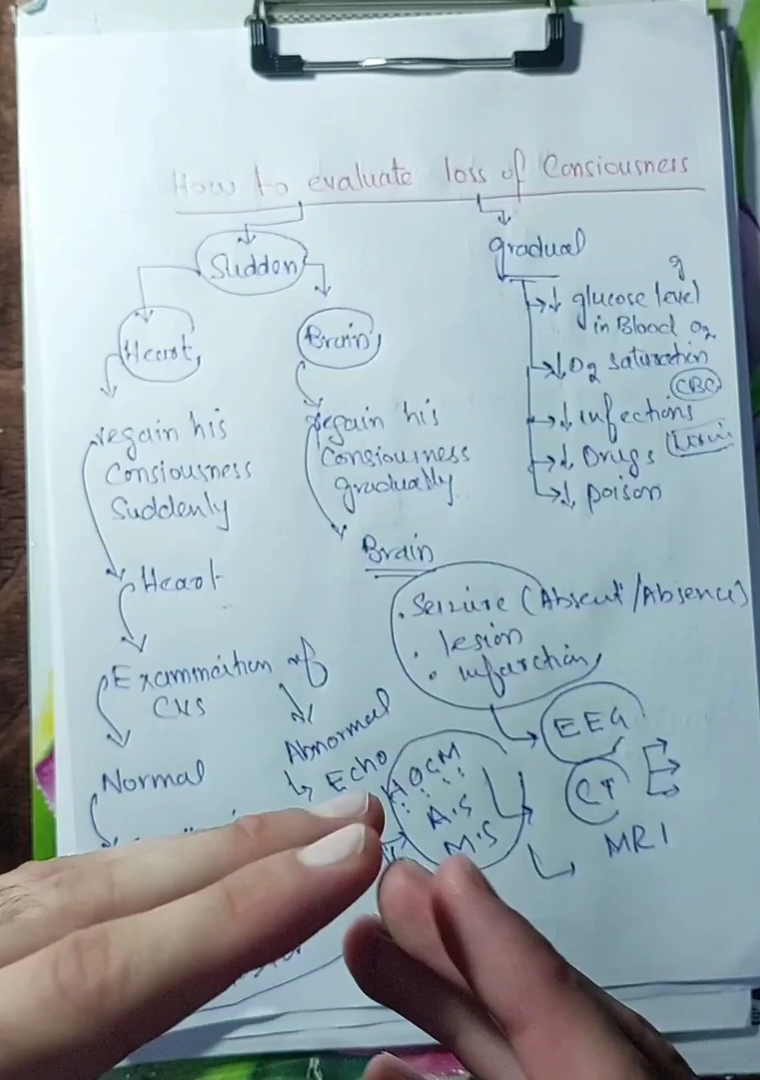 How to evaluate loss of Consiousness
Sudden
gradual
Heart,
Brain,
regain his
Consiousness
Suddenly
Heart
Examination of
CVS
Normal
Abnormal
Echo
HOCM
A.S
M.S
regain his
Consiousness
gradually
Brain
. Seizure (Absent/Absence)
. lesion
. infarction,
EEG
CT
MRI
g
↓ glucose level
in Blood O2
↓ O2 saturation
CBC
↓ infections
↓ Drugs
↓ poison